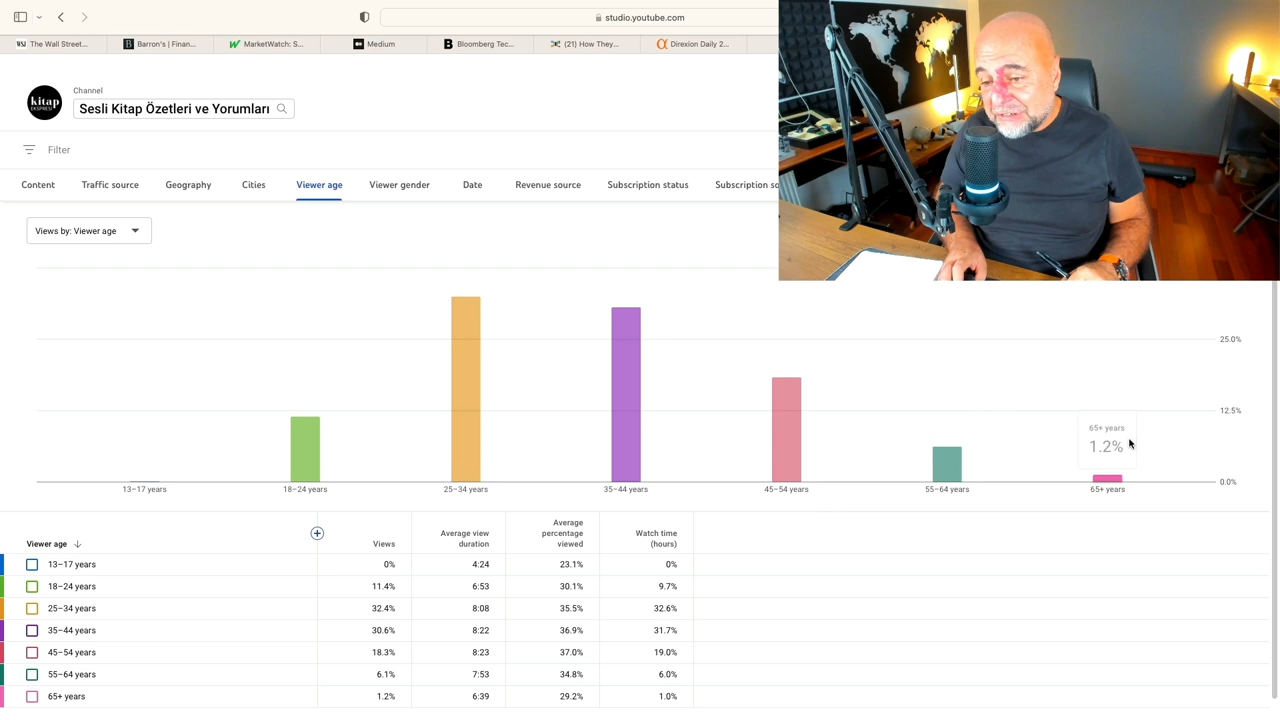 studio.youtube.com
WSJ The Wall Street...
B Barron's | Finan...
MarketWatch: S...
Medium
B Bloomberg Tec...
(21) How They...
α Direxion Daily 2...
kitap
EKSPRESİ
Channel
Sesli Kitap Özetleri ve Yorumları
Filter
Content Traffic source Geography Cities Viewer age Viewer gender Date Revenue source Subscription status Subscription so
Views by: Viewer age
25.0%
12.5%
65+ years
1.2%
0.0%
13–17 years 18–24 years 25–34 years 35–44 years 45–54 years 55–64 years 65+ years
Viewer age Views Average view duration Average percentage viewed Watch time (hours)
13–17 years 0% 4:24 23.1% 0%
18–24 years 11.4% 6:53 30.1% 9.7%
25–34 years 32.4% 8:08 35.5% 32.6%
35–44 years 30.6% 8:22 36.9% 31.7%
45–54 years 18.3% 8:23 37.0% 19.0%
55–64 years 6.1% 7:53 34.8% 6.0%
65+ years 1.2% 6:39 29.2% 1.0%